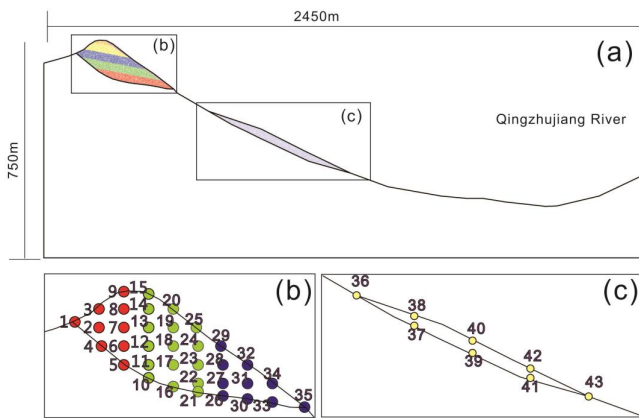 2450m
(a)
(b)
(c)
Qingzhujiang River
750m
9 15
3 8 14 20
1 2 7 13 19 25
4 6 12 18 24 29
5 11 17 23 28 32
10 16 22 27 31 34
21 26 30 33 35
(b)
36
38
37
40
39
42
41
43
(c)